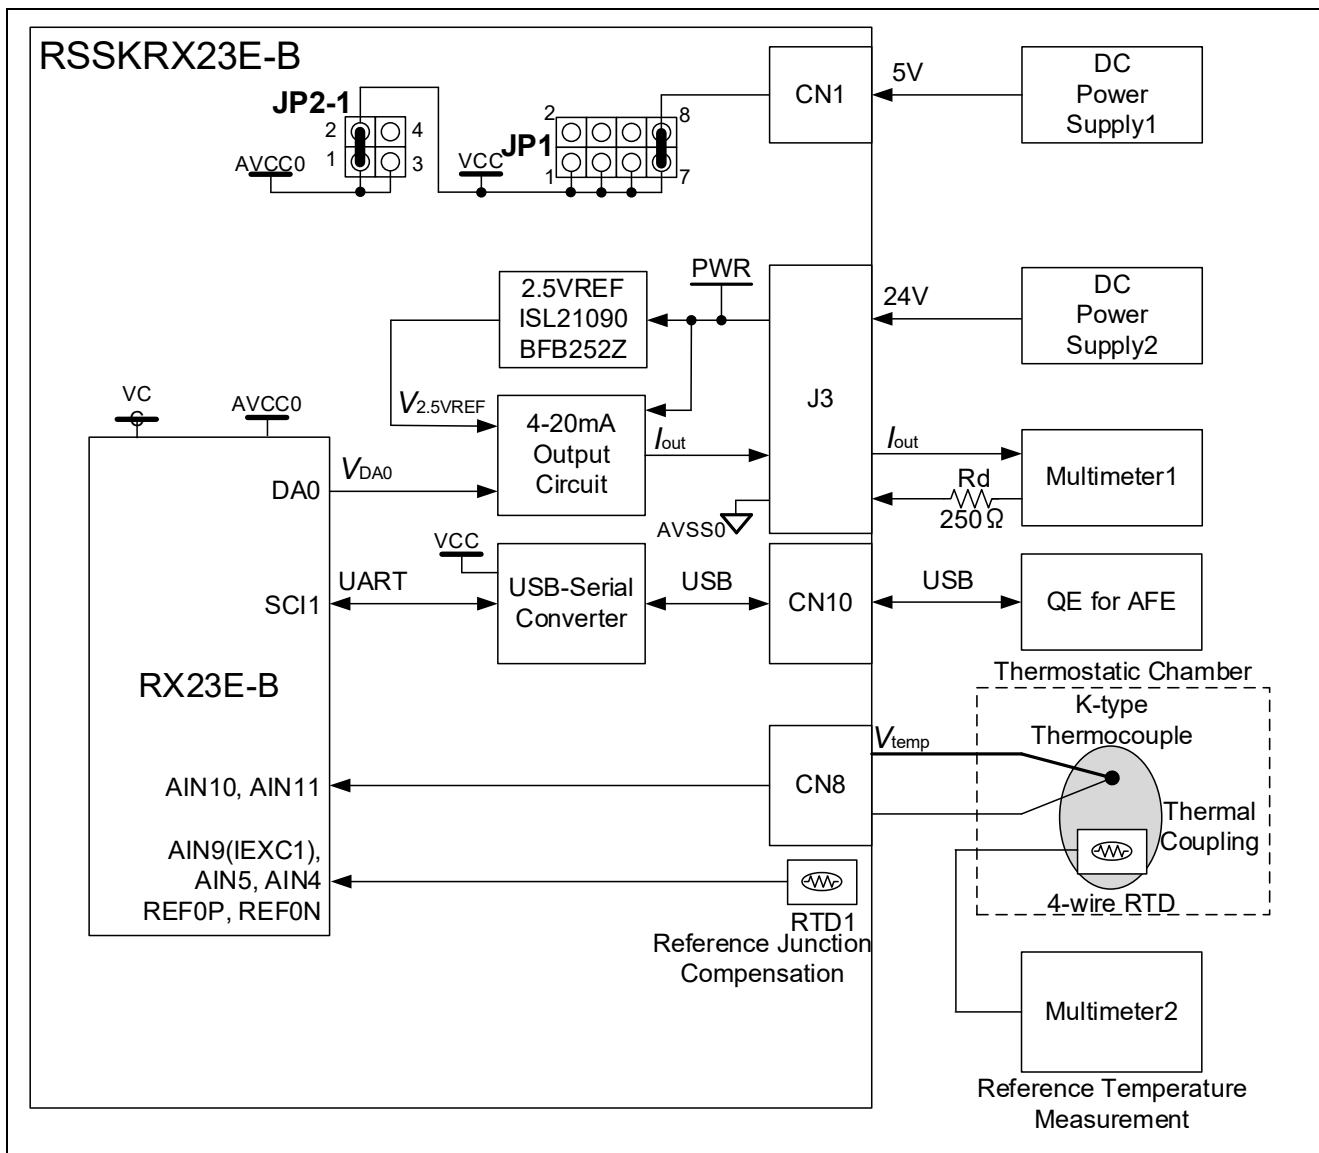 RSSKRX23E-B
JP2-1
2
4
1
3
AVCC0
VCC
JP1
2
8
1
7
CN1
5V
DC
Power
Supply1
2.5VREF
ISL21090
BFB252Z
PWR
J3
24V
DC
Power
Supply2
VC
C
AVCC0
V2.5VREF
4-20mA
Output
Circuit
Iout
Iout
Multimeter1
Rd
250Ω
DA0
VDA0
AVSS0
VCC
SCI1
UART
USB-Serial
Converter
USB
CN10
USB
QE for AFE
RX23E-B
Thermostatic Chamber
K-type
Thermocouple
Vtemp
CN8
AIN10, AIN11
Thermal
Coupling
AIN9(IEXC1),
AIN5, AIN4
REF0P, REF0N
4-wire RTD
RTD1
Reference Junction
Compensation
Multimeter2
Reference Temperature
Measurement